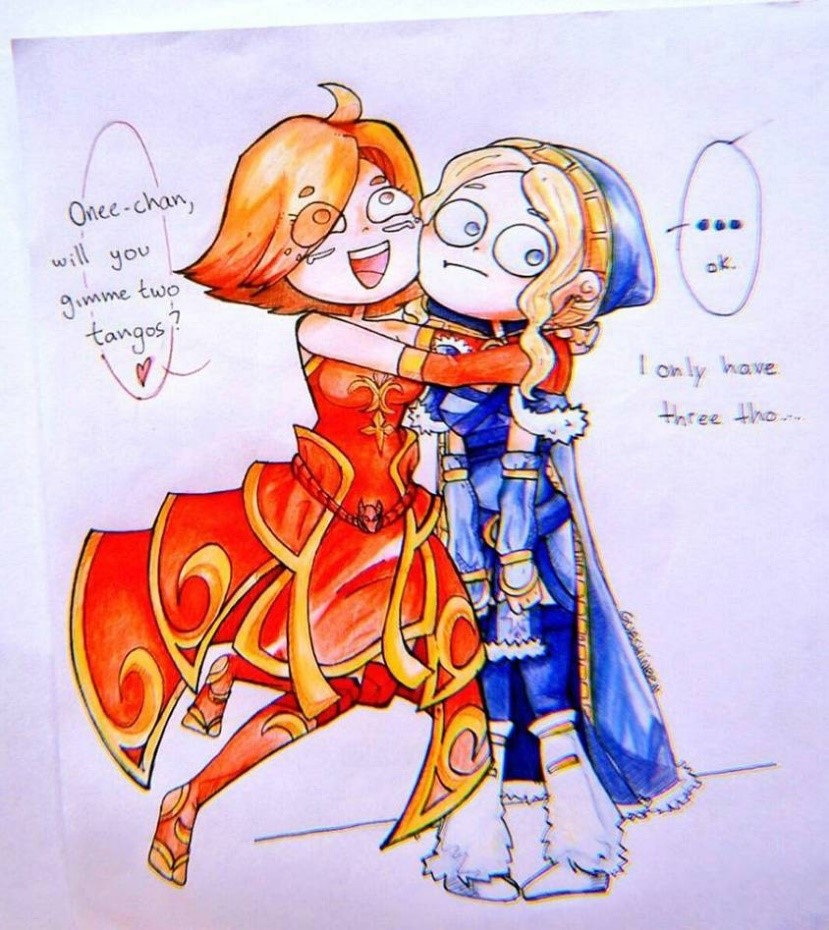 Onee-chan,
will you
gimme two
tangos?
...
ok.
I only have
three tho...